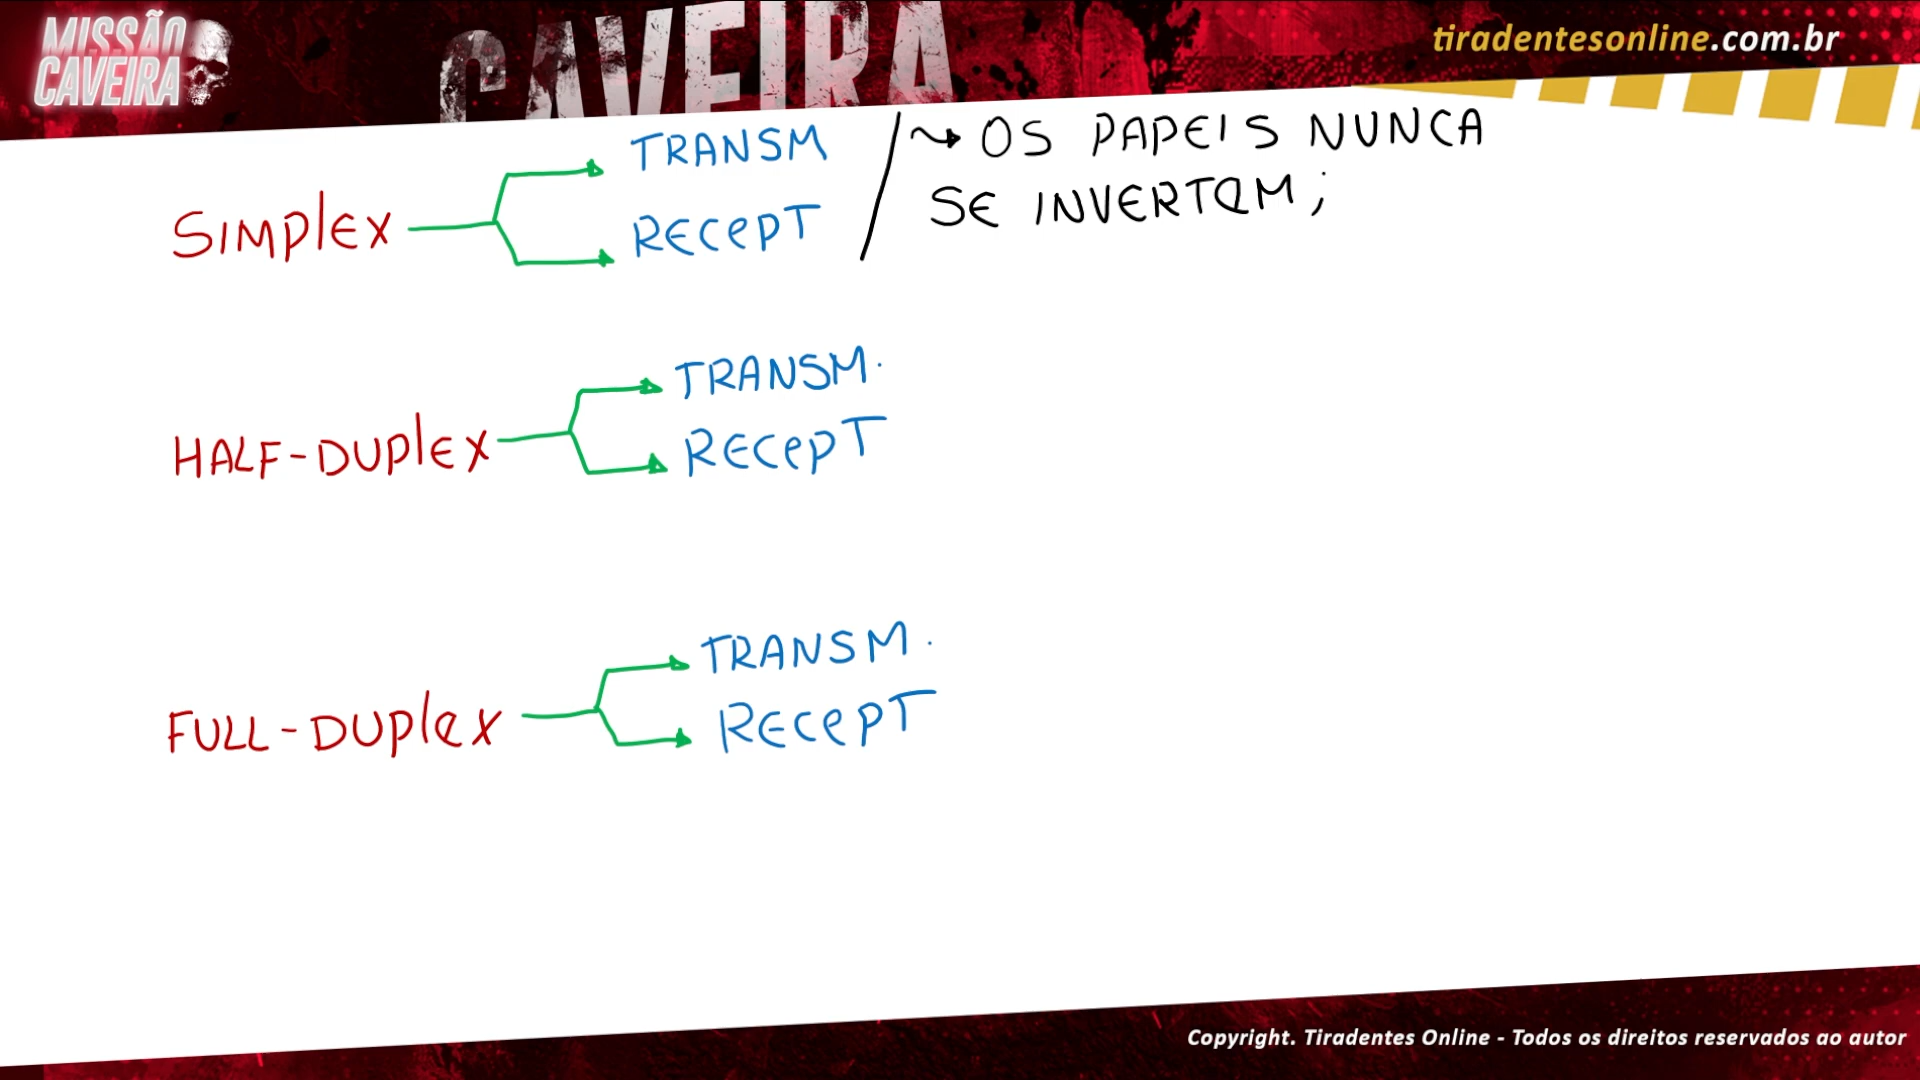 MISSÃO
CAVEIRA
CAVEIRA
tiradentesonline.com.br
SIMPLEX
TRANSM
RECEPT
OS PAPEIS NUNCA
SE INVERTEM;
HALF-DUPLEX
TRANSM.
RECEPT
FULL-DUPLEX
TRANSM.
RECEPT
Copyright. Tiradentes Online - Todos os direitos reservados ao autor